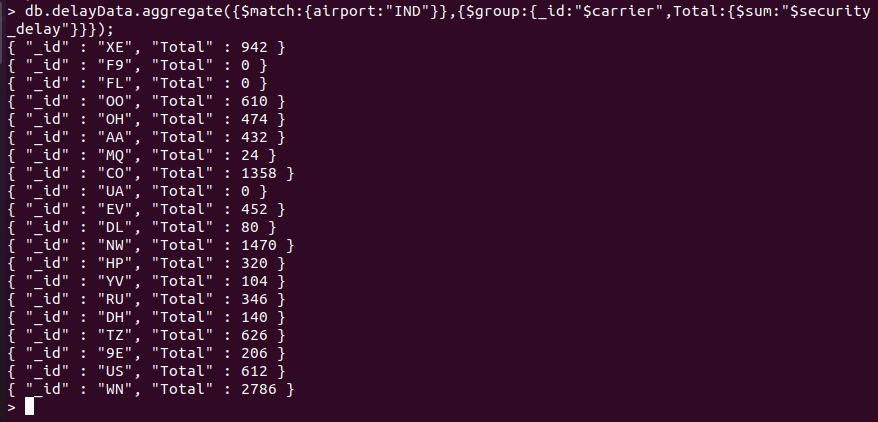 > db.delayData.aggregate({$match:{airport:"IND"}},{$group:{_id:"$carrier",Total:{$sum:"$security
_delay"}}});
{ "_id" : "XE", "Total" : 942 }
{ "_id" : "F9", "Total" : 0 }
{ "_id" : "FL", "Total" : 0 }
{ "_id" : "OO", "Total" : 610 }
{ "_id" : "OH", "Total" : 474 }
{ "_id" : "AA", "Total" : 432 }
{ "_id" : "MQ", "Total" : 24 }
{ "_id" : "CO", "Total" : 1358 }
{ "_id" : "UA", "Total" : 0 }
{ "_id" : "EV", "Total" : 452 }
{ "_id" : "DL", "Total" : 80 }
{ "_id" : "NW", "Total" : 1470 }
{ "_id" : "HP", "Total" : 320 }
{ "_id" : "YV", "Total" : 104 }
{ "_id" : "RU", "Total" : 346 }
{ "_id" : "DH", "Total" : 140 }
{ "_id" : "TZ", "Total" : 626 }
{ "_id" : "9E", "Total" : 206 }
{ "_id" : "US", "Total" : 612 }
{ "_id" : "WN", "Total" : 2786 }
>